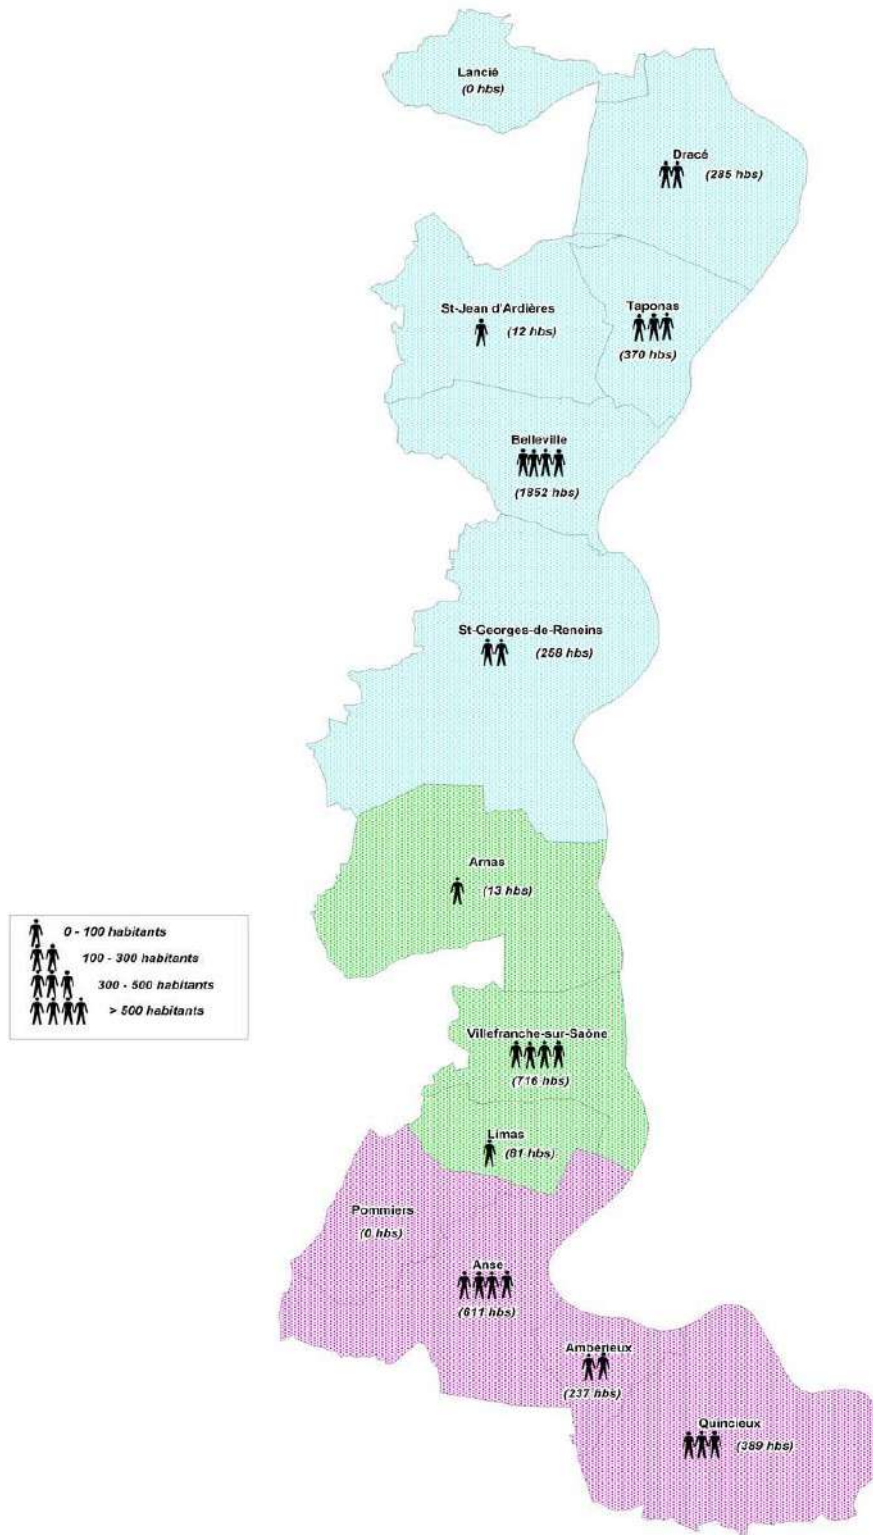 Lancié
(0 hbs)
Dracé
(285 hbs)
St-Jean d'Ardières
(12 hbs)
Taponas
(370 hbs)
Belleville
(1852 hbs)
St-Georges-de-Reneins
(258 hbs)
Arnas
(13 hbs)
0 - 100 habitants
100 - 300 habitants
300 - 500 habitants
> 500 habitants
Villefranche-sur-Saône
(716 hbs)
Limas
(81 hbs)
Pommiers
(0 hbs)
Anse
(611 hbs)
Ambérieux
(237 hbs)
Quincieux
(389 hbs)